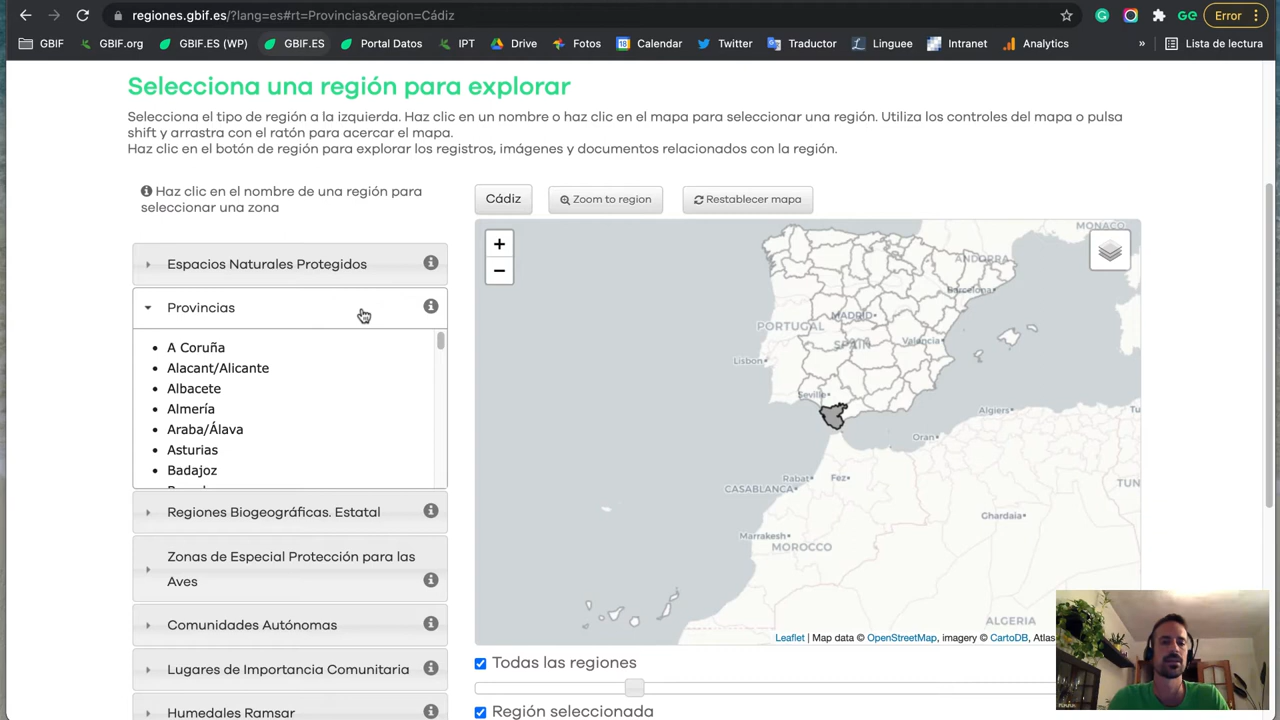 regiones.gbif.es/?lang=es#rt=Provincias&region=Cádiz
Error
GBIF
GBIF.org
GBIF.ES (WP)
GBIF.ES
Portal Datos
IPT
Drive
Fotos
18 Calendar
Twitter
Traductor
Linguee
Intranet
Analytics
»
Lista de lectura
Selecciona una región para explorar
Selecciona el tipo de región a la izquierda. Haz clic en un nombre o haz clic en el mapa para seleccionar una región. Utiliza los controles del mapa o pulsa
shift y arrastra con el ratón para acercar el mapa.
Haz clic en el botón de región para explorar los registros, imágenes y documentos relacionados con la región.
Haz clic en el nombre de una región para
seleccionar una zona
Cádiz
Zoom to region
Restablecer mapa
Espacios Naturales Protegidos
Provincias
A Coruña
Alacant/Alicante
Albacete
Almería
Araba/Álava
Asturias
Badajoz
Regiones Biogeográficas. Estatal
Zonas de Especial Protección para las
Aves
Comunidades Autónomas
Lugares de Importancia Comunitaria
Humedales Ramsar
+
−
MONACO
ANDORRA
Barcelona
MADRID
PORTUGAL
SPAIN
Valencia
Lisbon
Seville
Algiers
Tu
Oran
Rabat
Fez
CASABLANCA
TUN
Ghardaia
Marrakesh
MOROCCO
ALGERIA
Leaflet | Map data © OpenStreetMap, imagery © CartoDB, Atlas
Todas las regiones
Región seleccionada